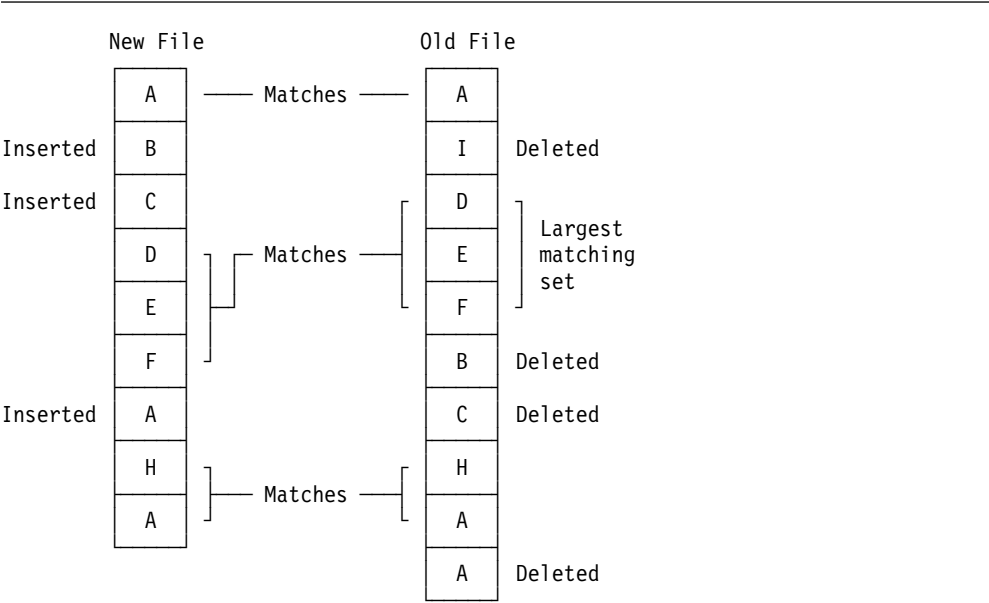 New File Old File
A Matches A
Inserted B I Deleted
Inserted C D
Largest
D Matches E matching
set
E F
F B Deleted
Inserted A C Deleted
H H
Matches
A A
A Deleted